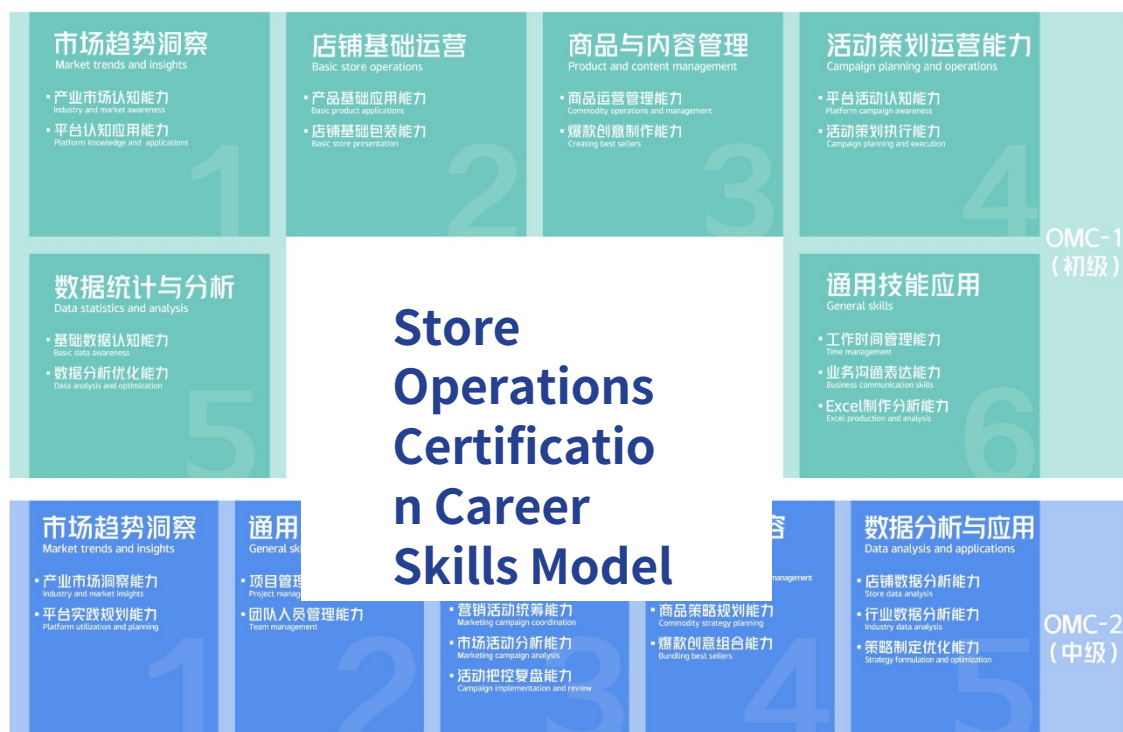 市场趋势洞察
Market trends and insights
▪ 产业市场认知能力
Industry and market awareness
▪ 平台认知应用能力
Platform knowledge and applications
1
店铺基础运营
Basic store operations
▪ 产品基础应用能力
Basic product applications
▪ 店铺基础包装能力
Basic store presentation
2
商品与内容管理
Product and content management
▪ 商品运营管理能力
Commodity operations and management
▪ 爆款创意制作能力
Creating best sellers
3
活动策划运营能力
Campaign planning and operations
▪ 平台活动认知能力
Platform campaign awareness
▪ 活动策划执行能力
Campaign planning and execution
4
OMC-1
(初级)
数据统计与分析
Data statistics and analysis
▪ 基础数据认知能力
Basic data awareness
▪ 数据分析优化能力
Data analysis and optimization
5
Store
Operations
Certificatio
n Career
Skills Model
通用技能应用
General skills
▪ 工作时间管理能力
Time management
▪ 业务沟通表达能力
Business communication skills
▪ Excel制作分析能力
Excel production and analysis
6
市场趋势洞察
Market trends and insights
▪ 产业市场洞察能力
Industry and market insights
▪ 平台实践规划能力
Platform utilization and planning
1
通用
General
▪ 项目管理
Project
▪ 团队人员管理能力
Team management
2
▪ 营销活动统筹能力
Marketing campaign coordination
▪ 市场活动分析能力
Marketing campaign analysis
▪ 活动把控复盘能力
Campaign implementation and review
3
management
▪ 商品策略规划能力
Commodity strategy planning
▪ 爆款创意组合能力
Bundling best sellers
4
数据分析与应用
Data analysis and applications
▪ 店铺数据分析能力
Store data analysis
▪ 行业数据分析能力
Industry data analysis
▪ 策略制定优化能力
Strategy formulation and optimization
5
OMC-2
(中级)